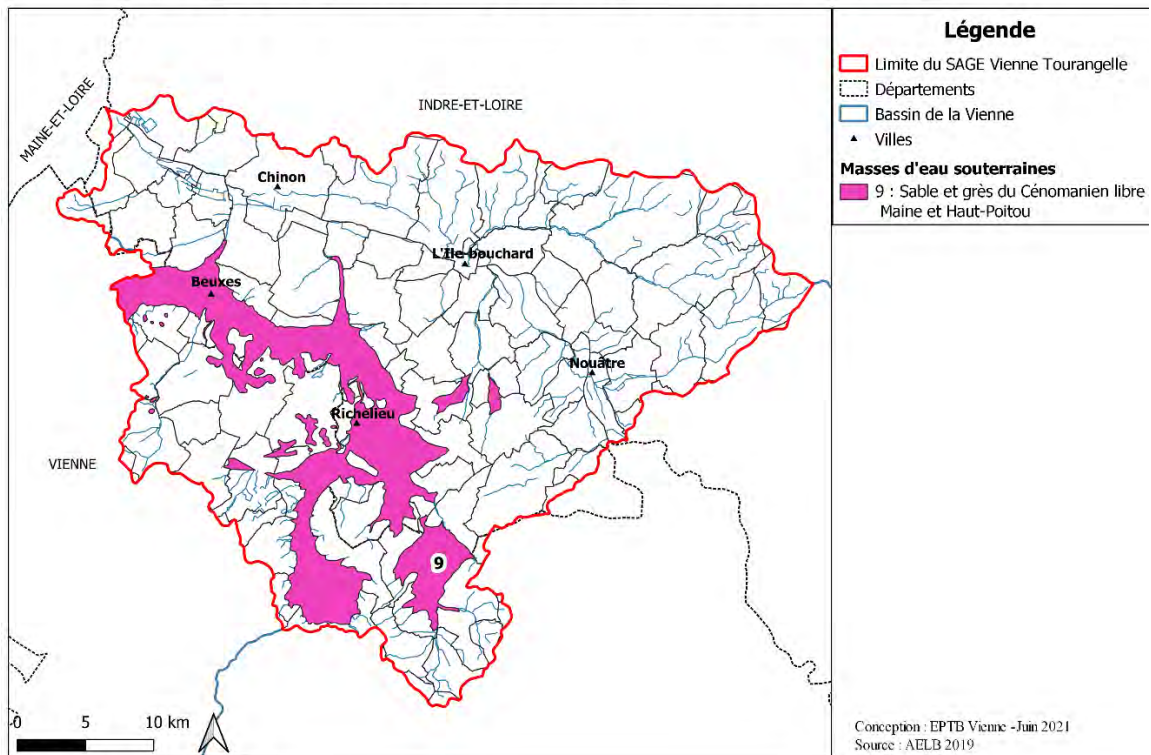 MAINE-ET-LOIRE
INDRE-ET-LOIRE
Chinon
L'Ile-bouchard
Beuxes
Nouâtre
Richelieu
VIENNE
9
0 5 10 km
Légende
Limite du SAGE Vienne Tourangelle
Départements
Bassin de la Vienne
Villes
Masses d'eau souterraines
9 : Sable et grès du Cénomanien libre
Maine et Haut-Poitou
Conception : EPTB Vienne -Juin 2021
Source : AELB 2019